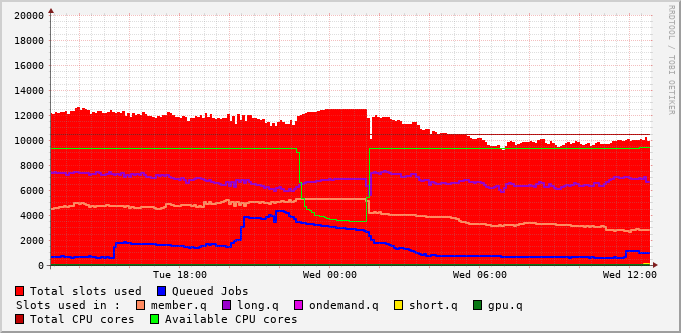 RRDTOOL / TOBI OETIKER
20000
18000
16000
14000
12000
10000
8000
6000
4000
2000
0
Tue 18:00 Wed 00:00 Wed 06:00 Wed 12:00
Total slots used Queued Jobs
Slots used in : member.q long.q ondemand.q short.q gpu.q
Total CPU cores Available CPU cores